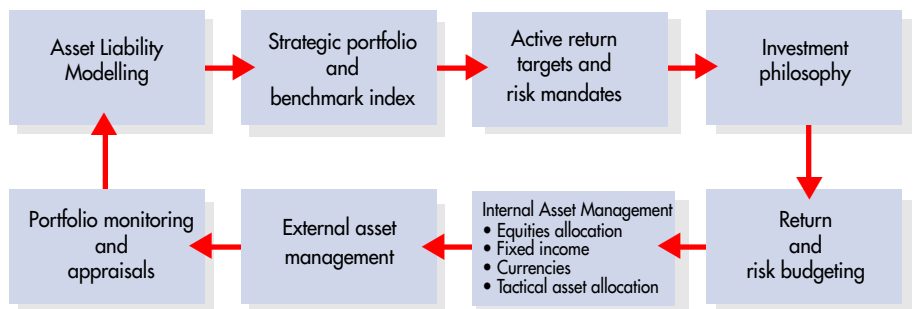 Asset Liability
Modelling
Strategic portfolio
and
benchmark index
Active return
targets and
risk mandates
Investment
philosophy
Portfolio monitoring
and
appraisals
External asset
management
Internal Asset Management
• Equities allocation
• Fixed income
• Currencies
• Tactical asset allocation
Return
and
risk budgeting